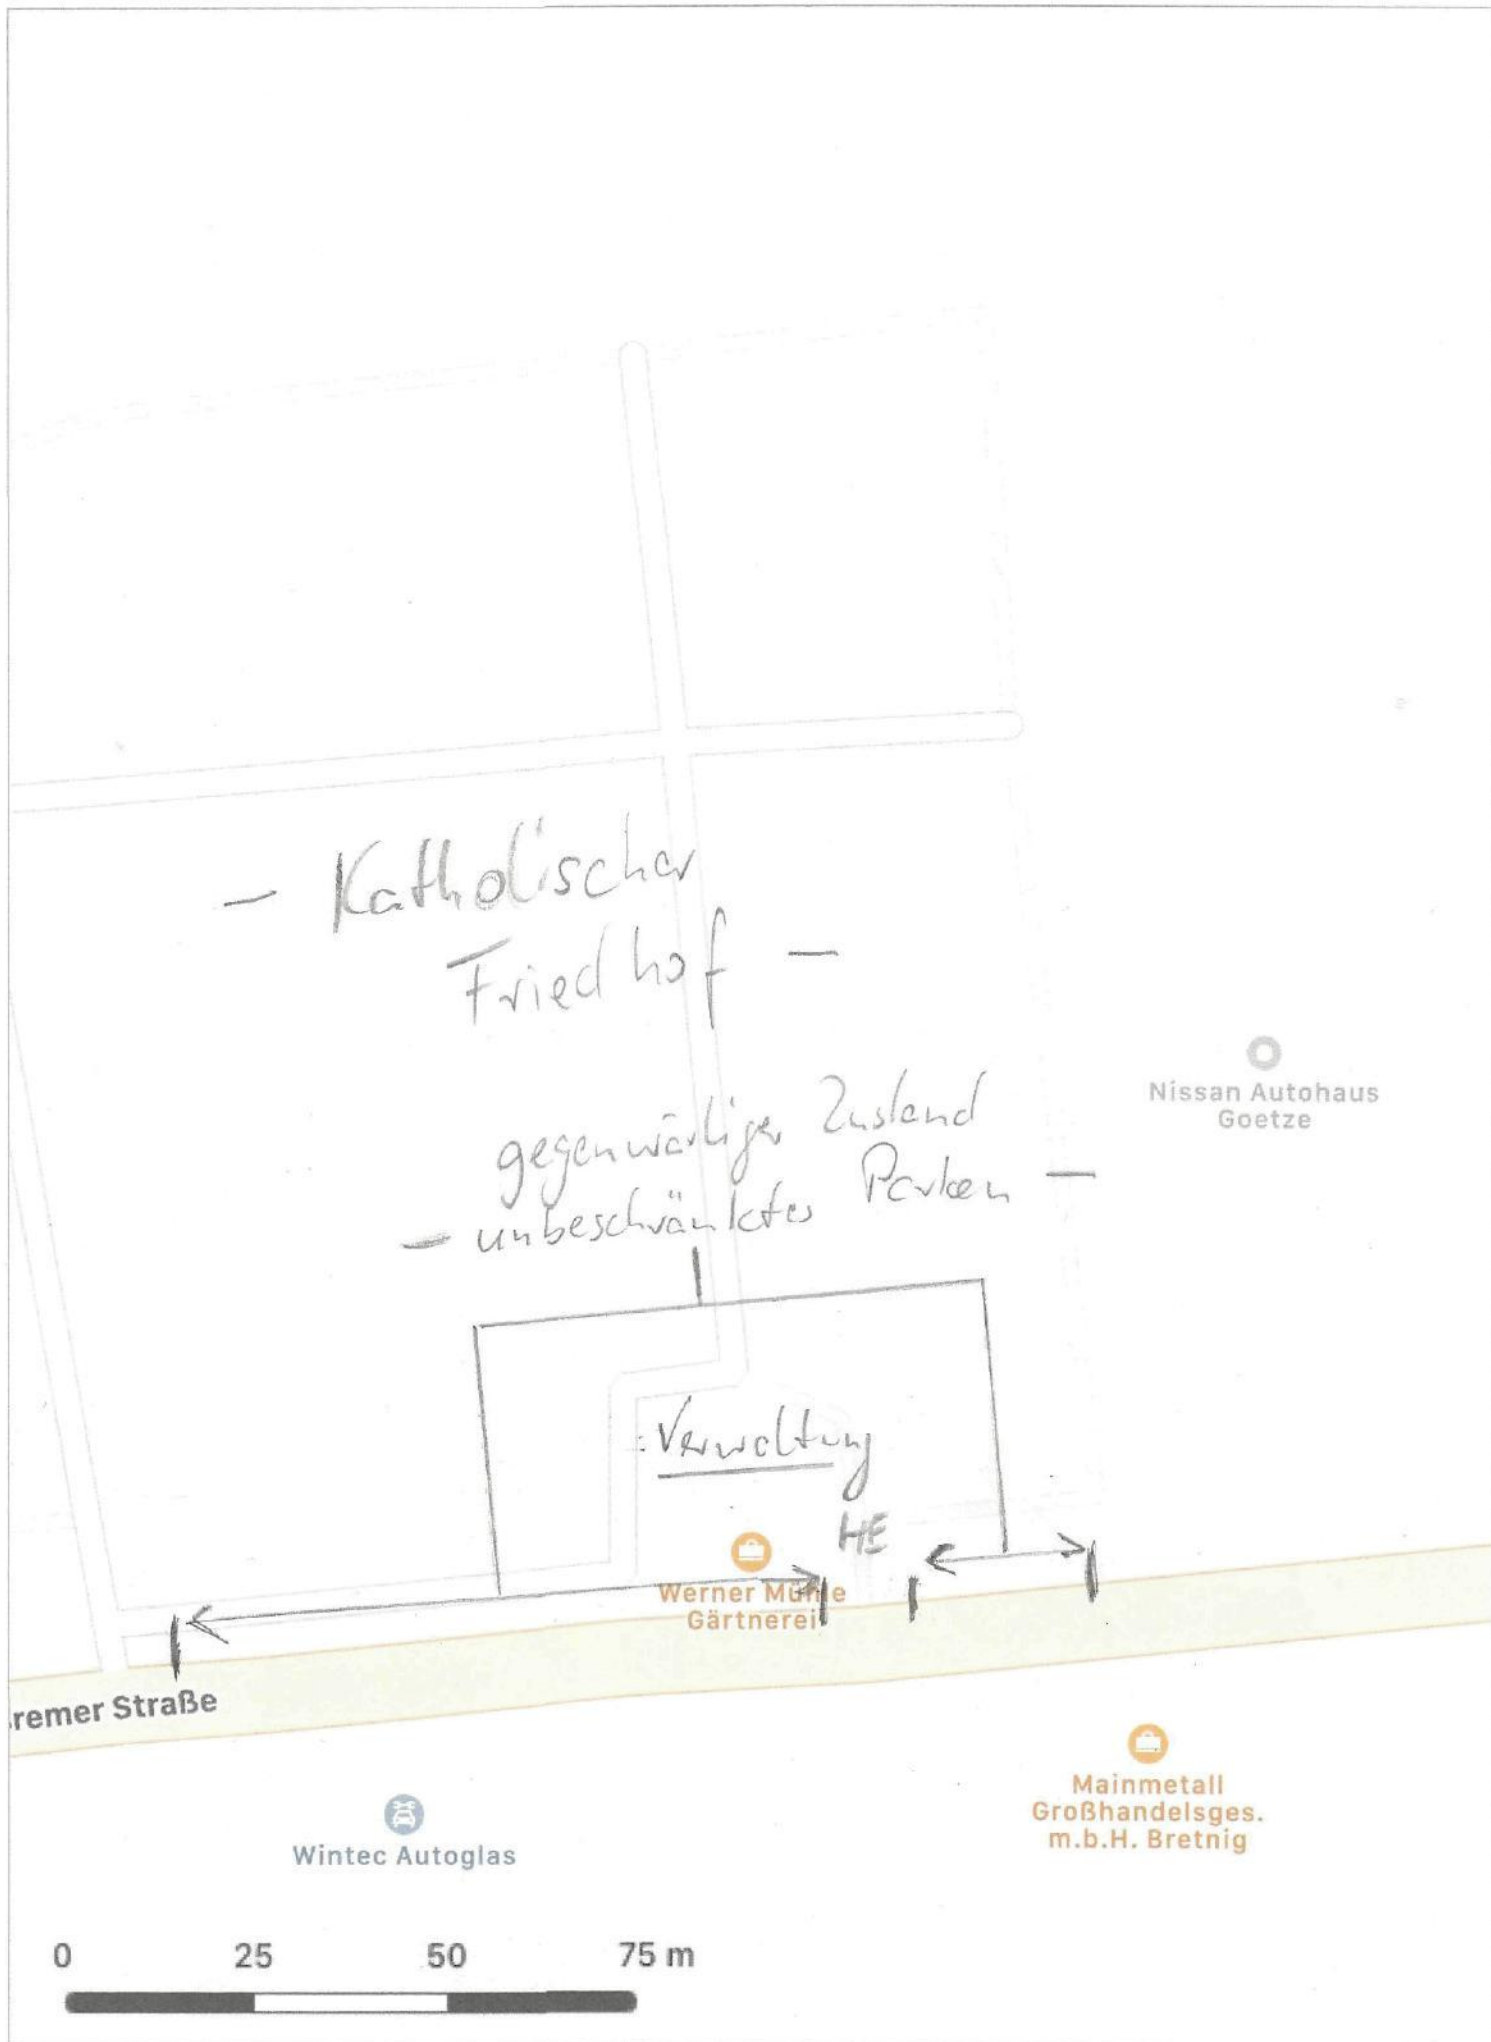 - Katholischer
Friedhof -
Nissan Autohaus
Goetze
gegenwärtiger Zustand
- unbeschränktes Parken -
Verwaltung
HE
Werner Mühle
Gärtnerei
remer Straße
Mainmetall
Großhandelsges.
m.b.H. Bretnig
Wintec Autoglas
0 25 50 75 m